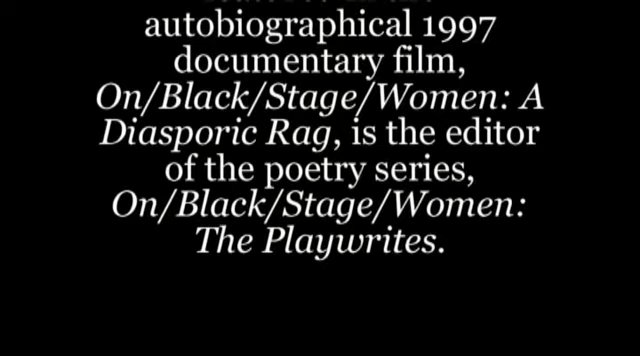 autobiographical 1997
documentary film,
On/Black/Stage/Women: A
Diasporic Rag, is the editor
of the poetry series,
On/Black/Stage/Women:
The Playwrites.